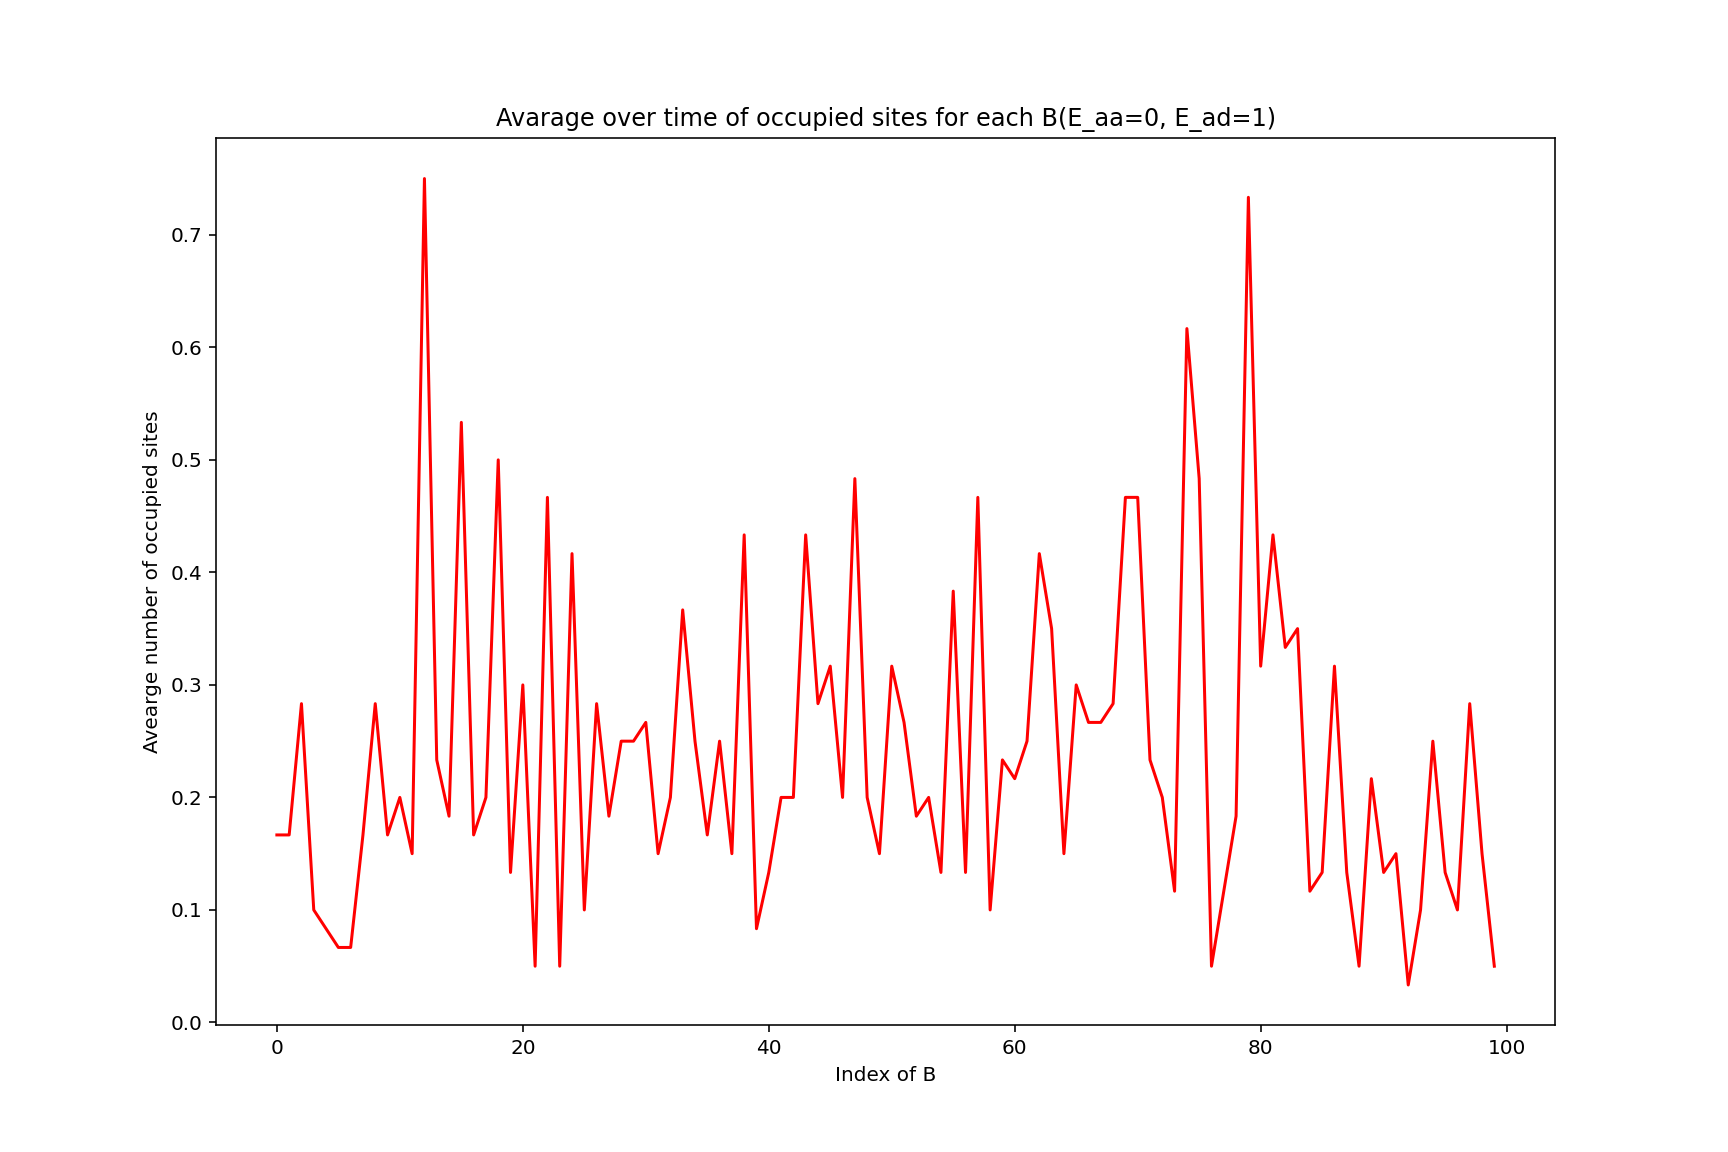 Avarage over time of occupied sites for each B(E_aa=0, E_ad=1)
Avearge number of occupied sites
0.7
0.6
0.5
0.4
0.3
0.2
0.1
0.0
0 20 40 60 80 100
Index of B